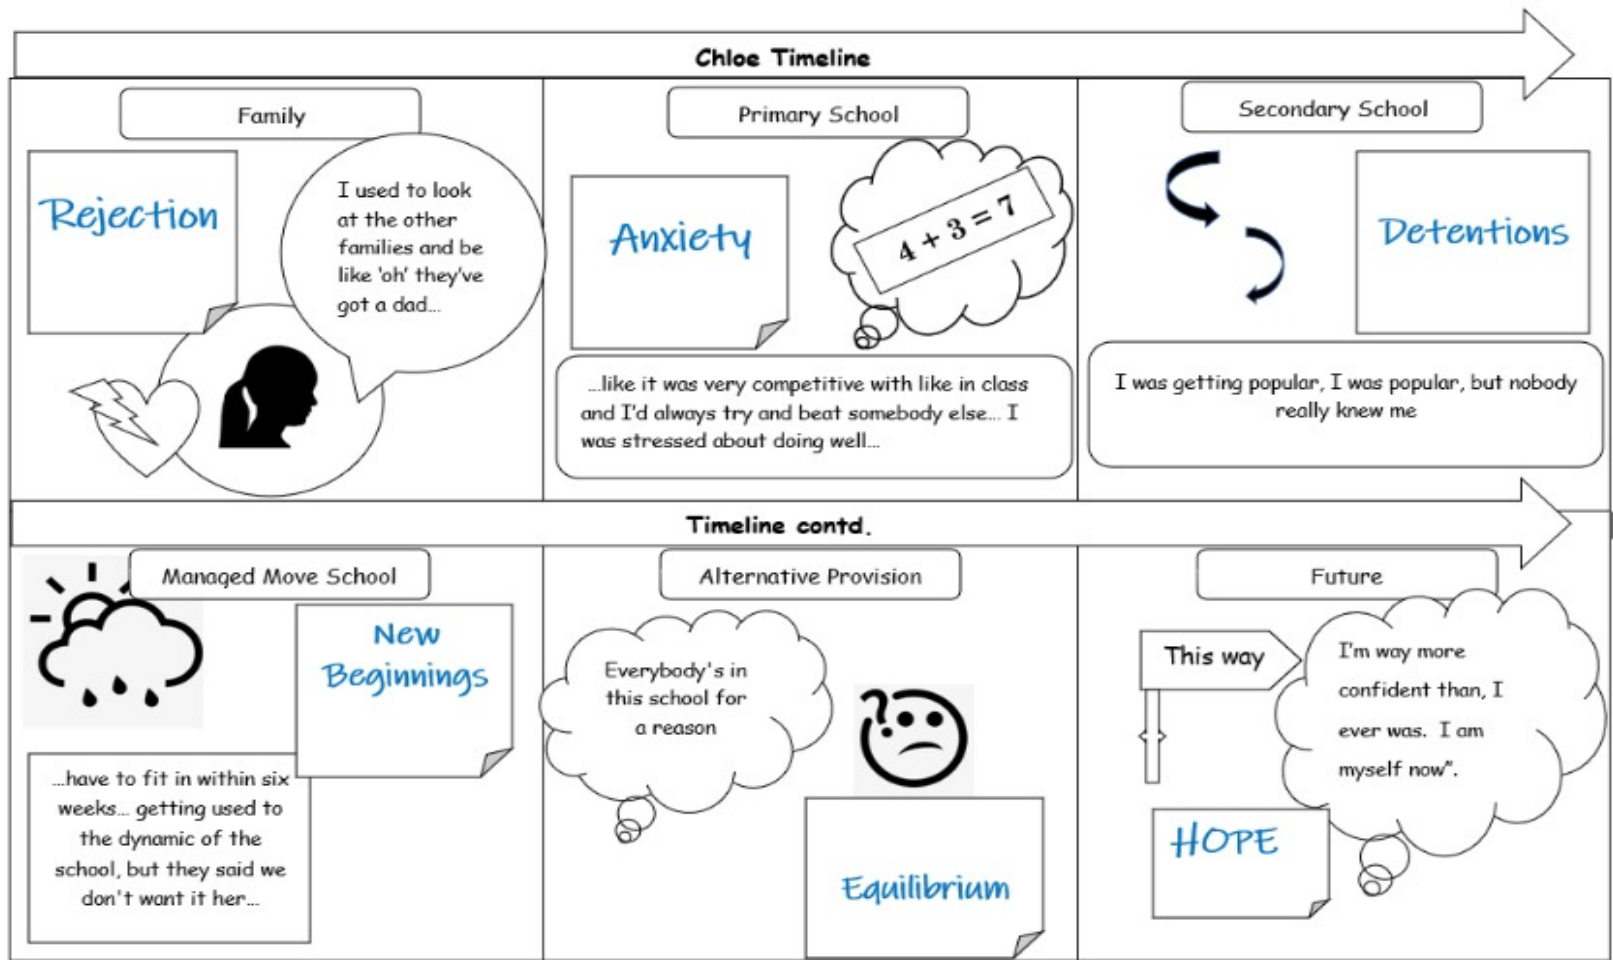 Chloe Timeline
Family
Rejection
I used to look
at the other
families and be
like 'oh' they've
got a dad...
Primary School
Anxiety
4 + 3 = 7
...like it was very competitive with like in class
and I'd always try and beat somebody else... I
was stressed about doing well...
Secondary School
Detentions
I was getting popular, I was popular, but nobody
really knew me
Timeline contd.
Managed Move School
New
Beginnings
...have to fit in within six
weeks... getting used to
the dynamic of the
school, but they said we
don't want it her...
Alternative Provision
Everybody's in
this school for
a reason
?
Equilibrium
Future
This way
I'm way more
confident than, I
ever was. I am
myself now".
HOPE